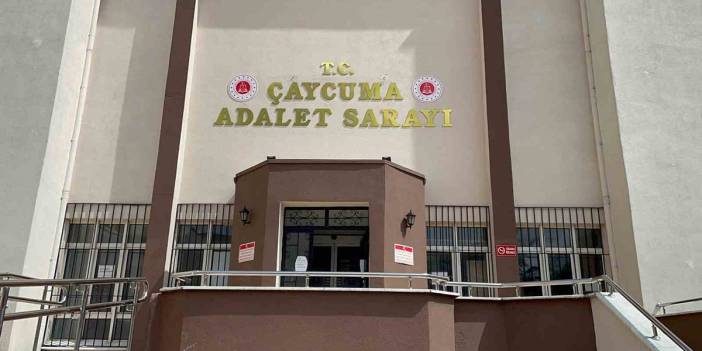 T.C.
ÇAYCUMA
ADALET SARAYI